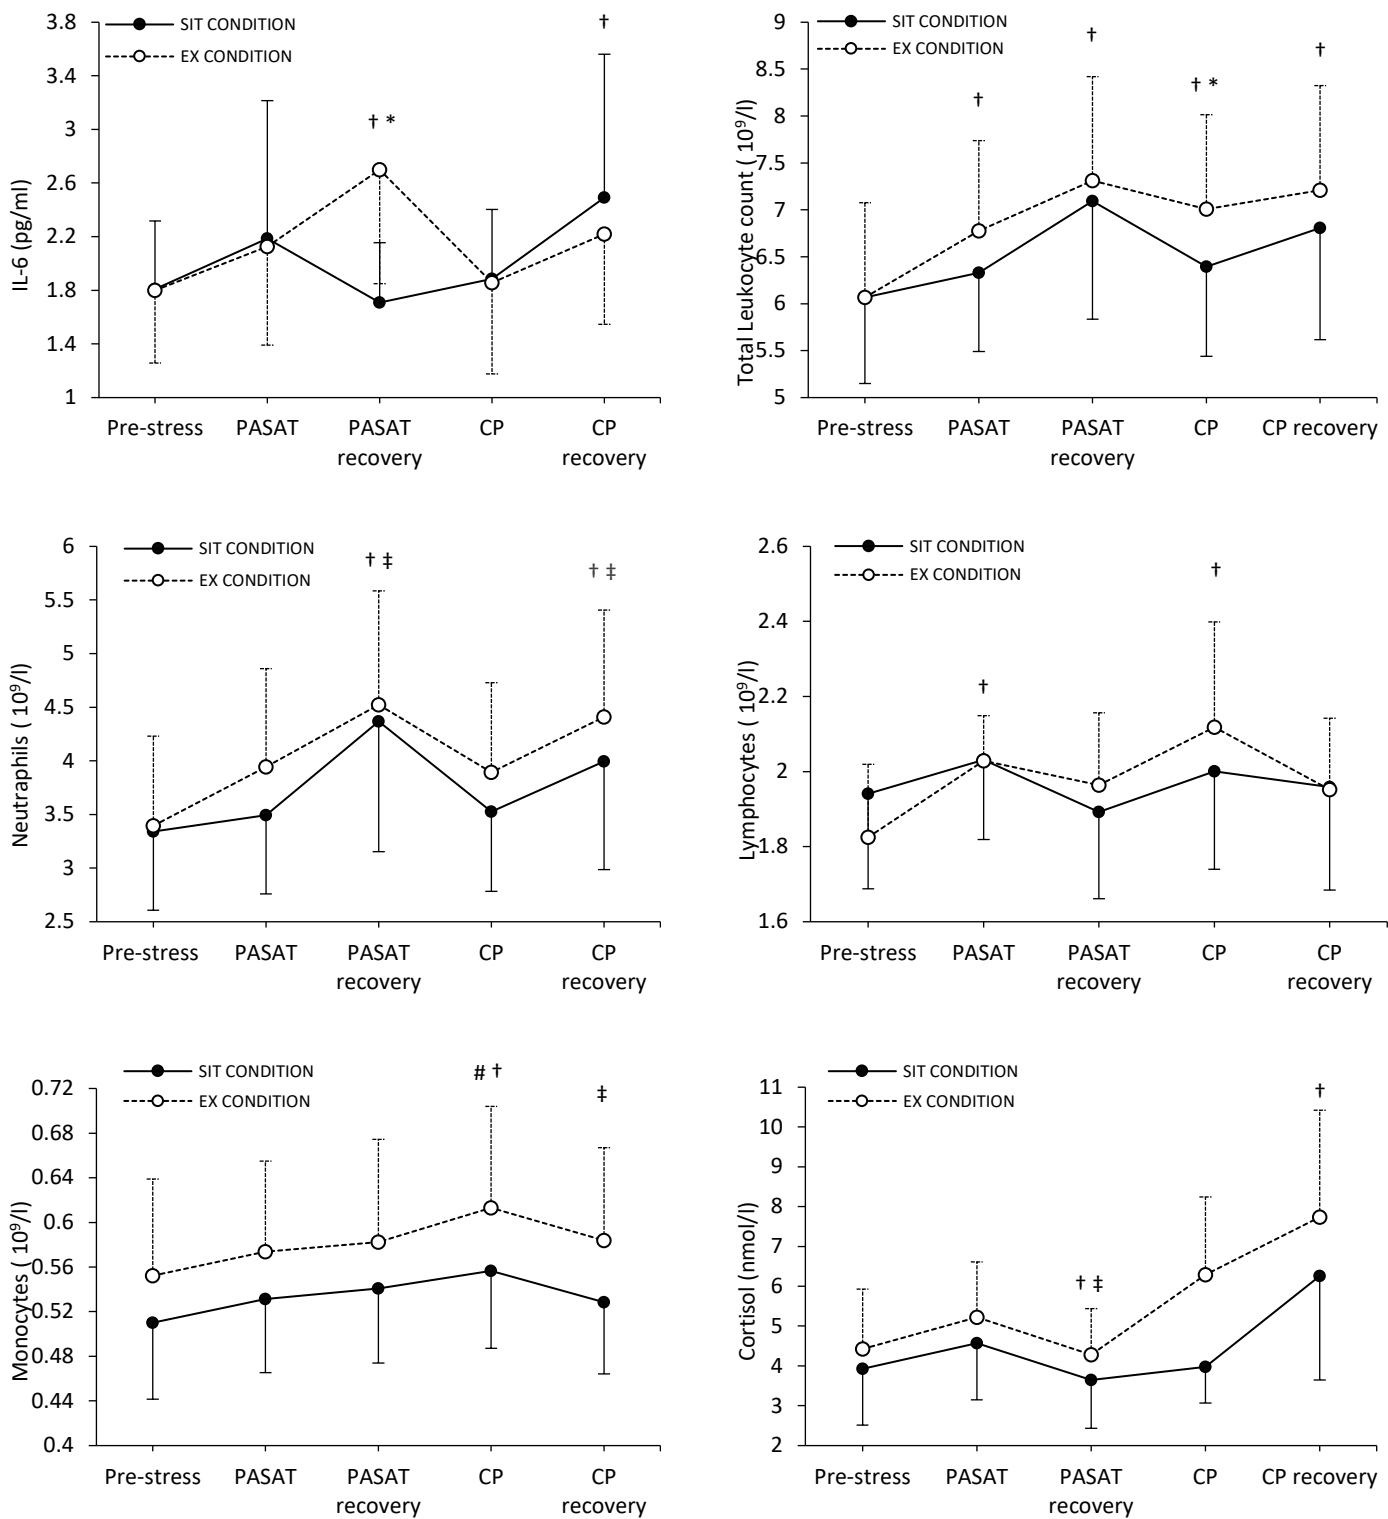 SIT CONDITION
EX CONDITION
†
† *
3.8
3.4
3
2.6
2.2
1.8
1.4
1
IL-6 (pg/ml)
Pre-stress PASAT PASAT recovery CP CP recovery
SIT CONDITION
EX CONDITION
†
†
† *
†
9
8.5
8
7.5
7
6.5
6
5.5
5
Total Leukocyte count ( 10⁹/l)
Pre-stress PASAT PASAT recovery CP CP recovery
SIT CONDITION
EX CONDITION
† ‡
† ‡
6
5.5
5
4.5
4
3.5
3
2.5
Neutraphils ( 10⁹/l)
Pre-stress PASAT PASAT recovery CP CP recovery
SIT CONDITION
EX CONDITION
†
†
2.6
2.4
2.2
2
1.8
1.6
Lymphocytes ( 10⁹/l)
Pre-stress PASAT PASAT recovery CP CP recovery
SIT CONDITION
EX CONDITION
# †
‡
0.72
0.68
0.64
0.6
0.56
0.52
0.48
0.44
0.4
Monocytes ( 10⁹/l)
Pre-stress PASAT PASAT recovery CP CP recovery
SIT CONDITION
EX CONDITION
† ‡
†
11
10
9
8
7
6
5
4
3
2
Cortisol (nmol/l)
Pre-stress PASAT PASAT recovery CP CP recovery